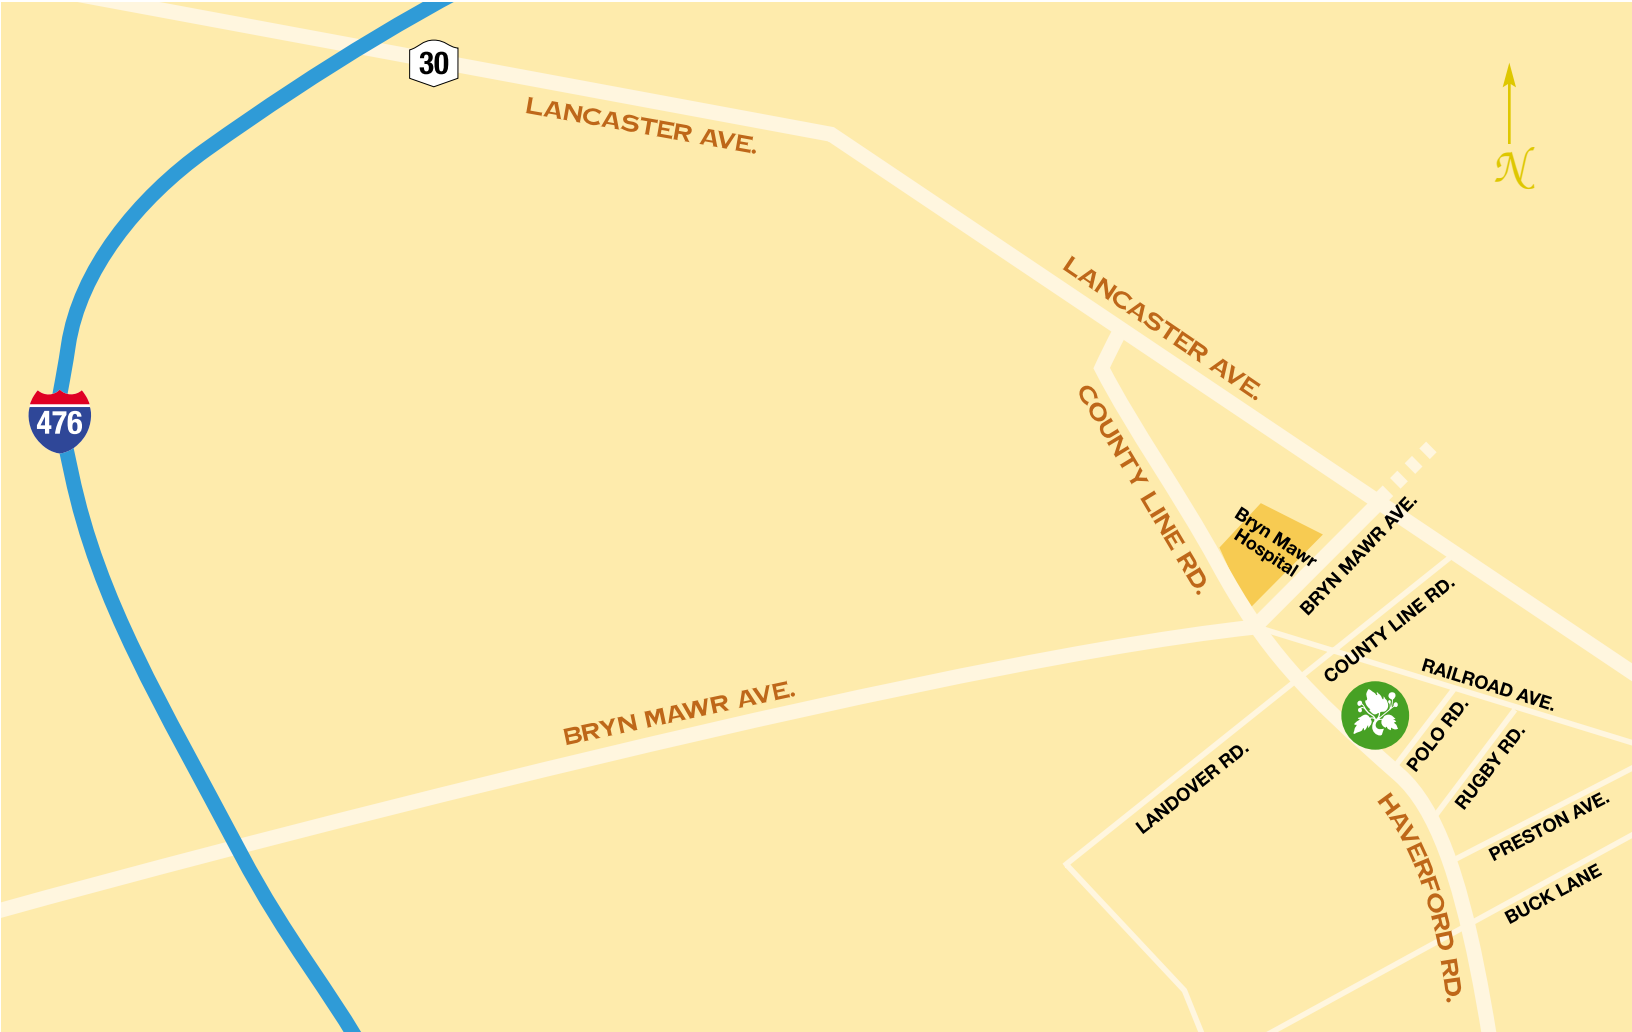 30
LANCASTER AVE.
N
LANCASTER AVE.
476
COUNTY LINE RD.
Bryn Mawr
Hospital
BRYN MAWR AVE.
COUNTY LINE RD.
RAILROAD AVE.
BRYN MAWR AVE.
POLO RD.
RUGBY RD.
LANDOVER RD.
PRESTON AVE.
HAVERFORD RD.
BUCK LANE